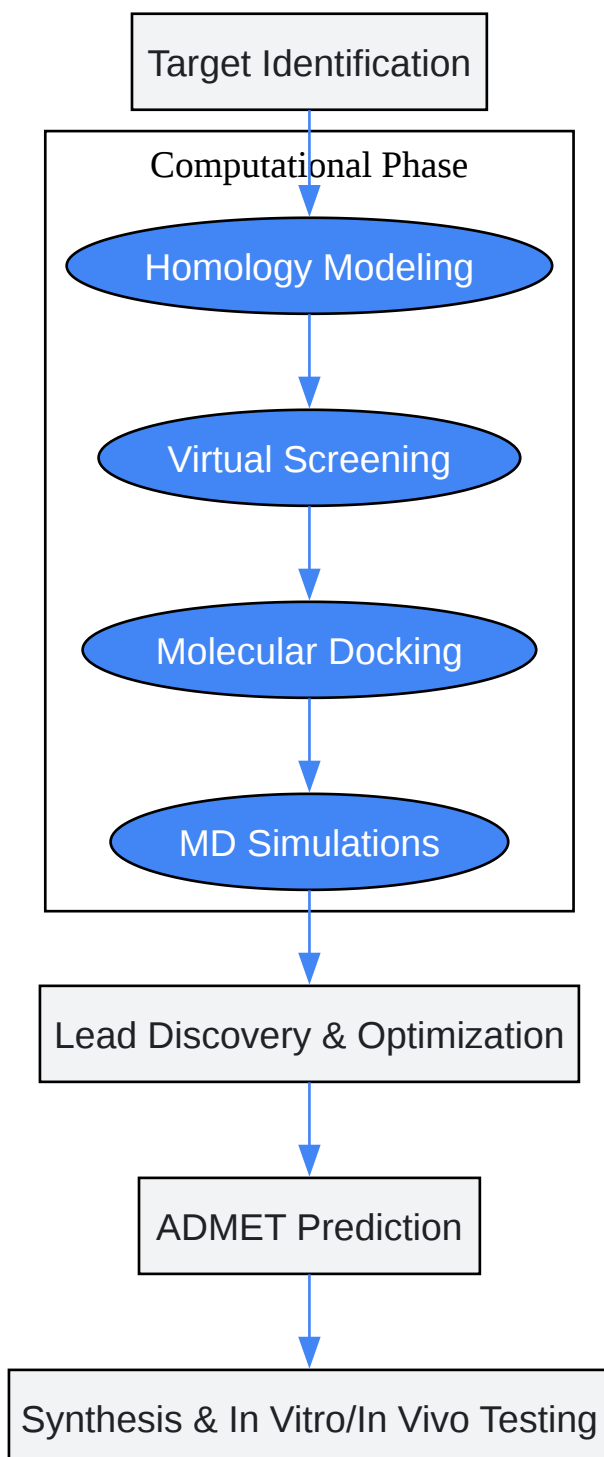 Target Identification
Computational Phase
Homology Modeling
Virtual Screening
Molecular Docking
MD Simulations
Lead Discovery & Optimization
ADMET Prediction
Synthesis & In Vitro/In Vivo Testing